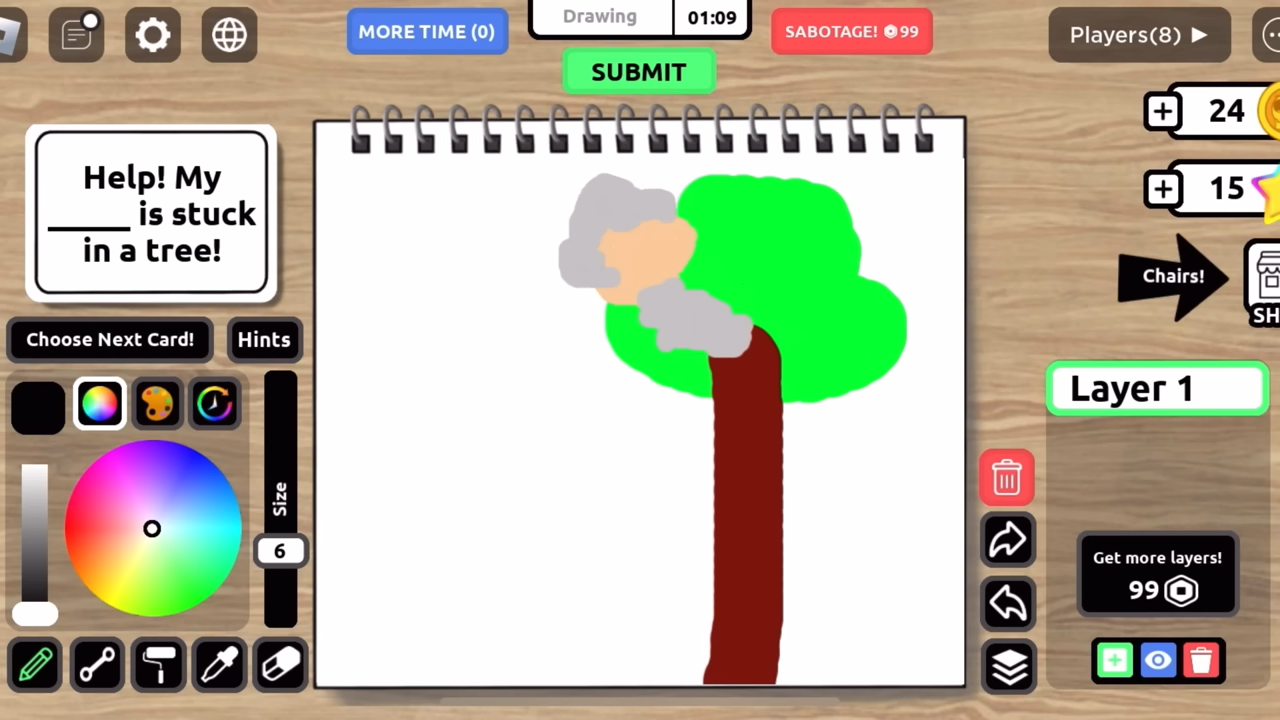 MORE TIME (0)
Drawing
01:09
SABOTAGE! 99
Players(8)
SUBMIT
24
15
Help! My
_____ is stuck
in a tree!
Chairs!
Choose Next Card!
Hints
Layer 1
Size
6
Get more layers!
99